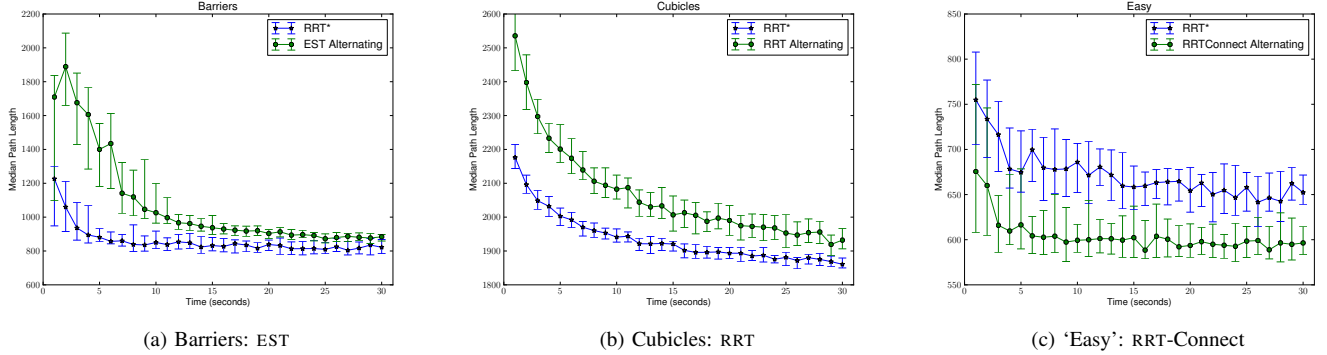 Barriers
RRT*
EST Alternating
Median Path Length
2200
2000
1800
1600
1400
1200
1000
800
600
0 5 10 15 20 25 30
Time (seconds)
(a) Barriers: EST
Cubicles
RRT*
RRT Alternating
Median Path Length
2600
2500
2400
2300
2200
2100
2000
1900
1800
0 5 10 15 20 25 30
Time (seconds)
(b) Cubicles: RRT
Easy
RRT*
RRTConnect Alternating
Median Path Length
850
800
750
700
650
600
550
0 5 10 15 20 25 30
Time (seconds)
(c) ‘Easy’: RRT-Connect